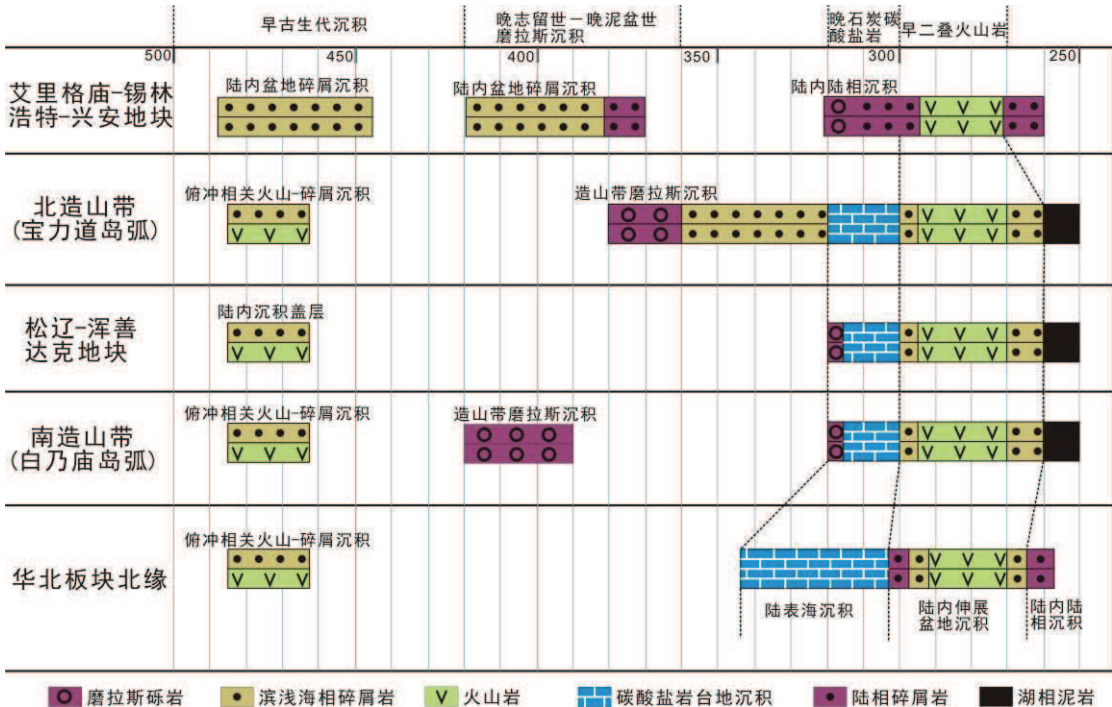 早古生代沉积
晚志留世－晚泥盆世
磨拉斯沉积
晚石炭碳
酸盐岩
早二叠火山岩
500
450
400
350
300
250
艾里格庙-锡林
浩特-兴安地块
陆内盆地碎屑沉积
陆内盆地碎屑沉积
陆内陆相沉积
北造山带
(宝力道岛弧)
俯冲相关火山-碎屑沉积
造山带磨拉斯沉积
松辽-浑善
达克地块
陆内沉积盖层
南造山带
(白乃庙岛弧)
俯冲相关火山-碎屑沉积
造山带磨拉斯沉积
华北板块北缘
俯冲相关火山-碎屑沉积
陆表海沉积
陆内伸展
盆地沉积
陆内陆
相沉积
磨拉斯砾岩
滨浅海相碎屑岩
火山岩
碳酸盐岩台地沉积
陆相碎屑岩
湖相泥岩